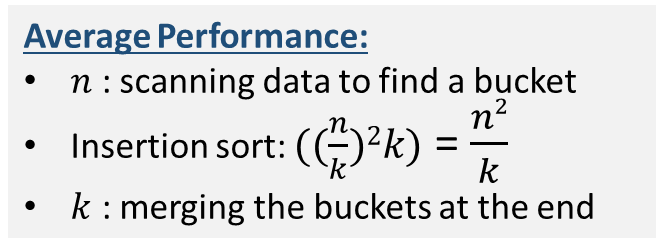 Average Performance:
• n : scanning data to find a bucket
• Insertion sort: ((n/k)²k) = n²/k
• k : merging the buckets at the end